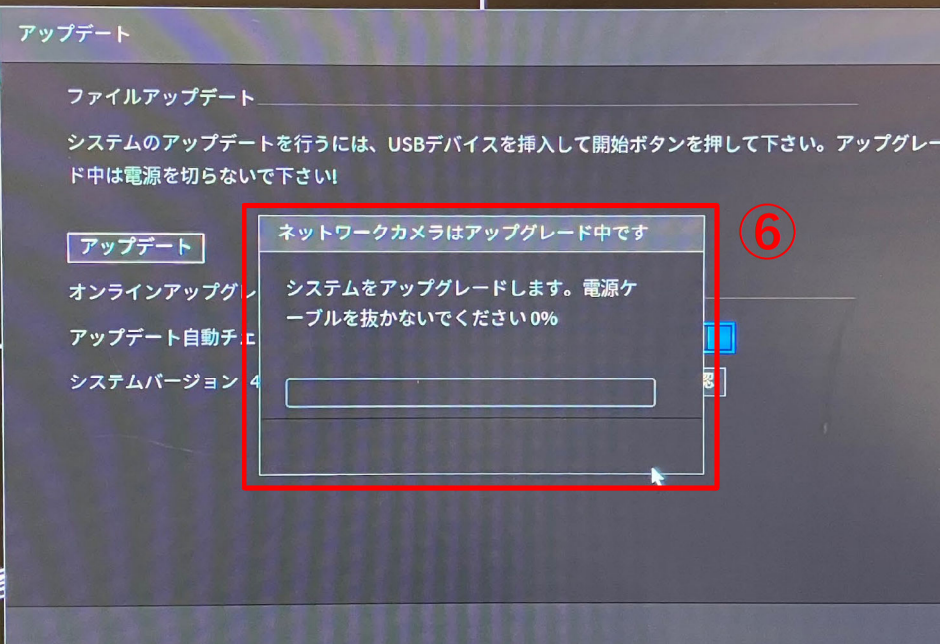 アップデート
ファイルアップデート
システムのアップデートを行うには、USBデバイスを挿入して開始ボタンを押して下さい。アップグレー
ド中は電源を切らないで下さい!
アップデート
ネットワークカメラはアップグレード中です
⑥
オンラインアップグレ
システムをアップグレードします。電源ケ
ーブルを抜かないでください 0%
アップデート自動チェ
システムバージョン 4
認